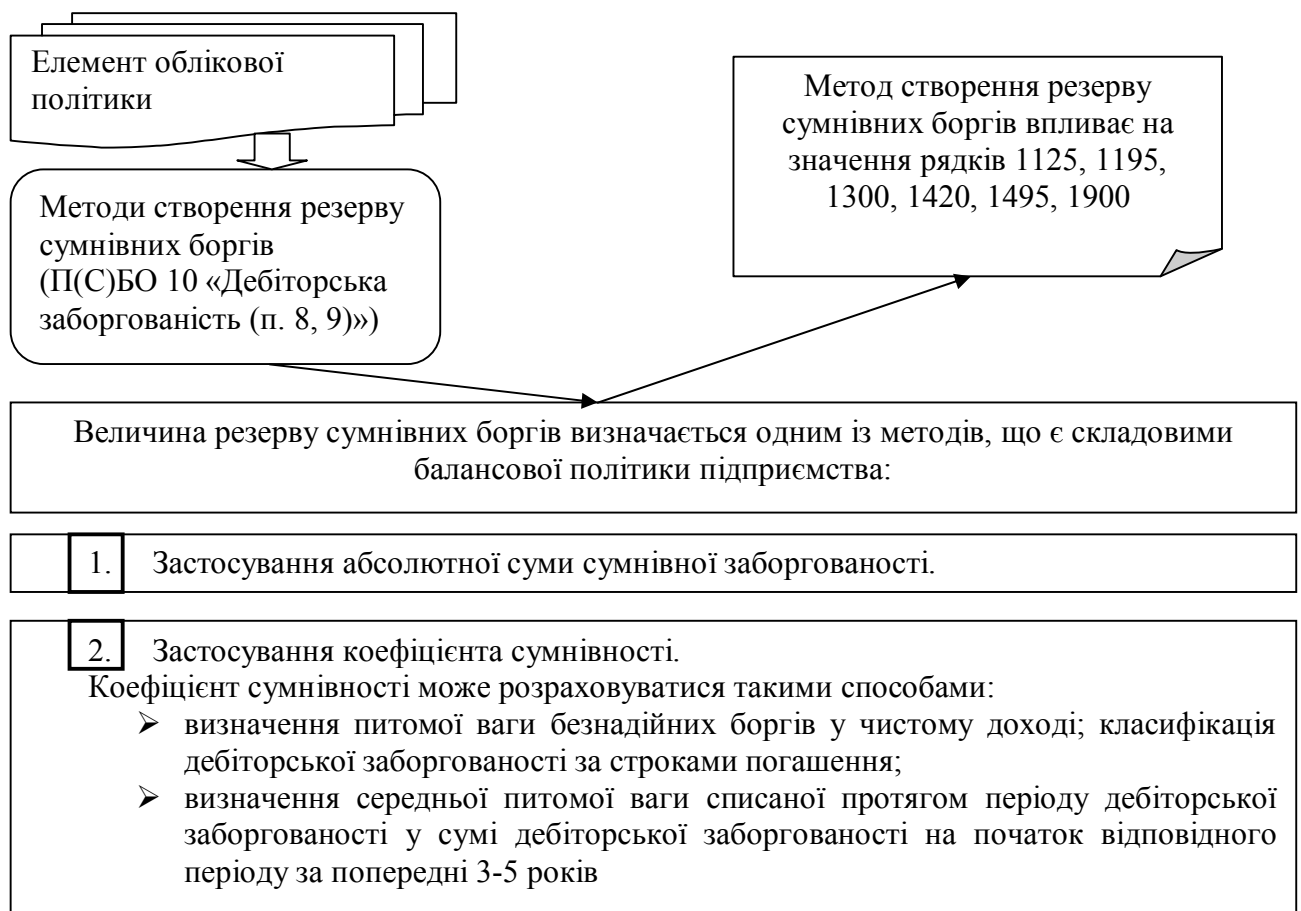 Елемент облікової
політики
Метод створення резерву
сумнівних боргів впливає на
значення рядків 1125, 1195,
1300, 1420, 1495, 1900
Методи створення резерву
сумнівних боргів
(П(С)БО 10 «Дебіторська
заборгованість (п. 8, 9)»)
Величина резерву сумнівних боргів визначається одним із методів, що є складовими
балансової політики підприємства:
1. Застосування абсолютної суми сумнівної заборгованості.
2. Застосування коефіцієнта сумнівності.
Коефіцієнт сумнівності може розраховуватися такими способами:
➢ визначення питомої ваги безнадійних боргів у чистому доході; класифікація
дебіторської заборгованості за строками погашення;
➢ визначення середньої питомої ваги списаної протягом періоду дебіторської
заборгованості у сумі дебіторської заборгованості на початок відповідного
періоду за попередні 3-5 років